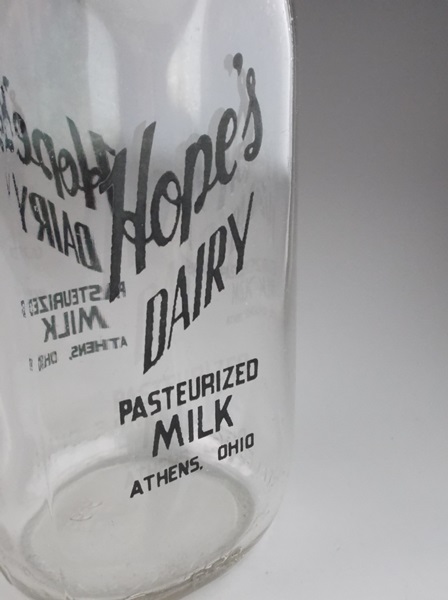 Hope's
DAIRY
PASTEURIZED
MILK
ATHENS, OHIO